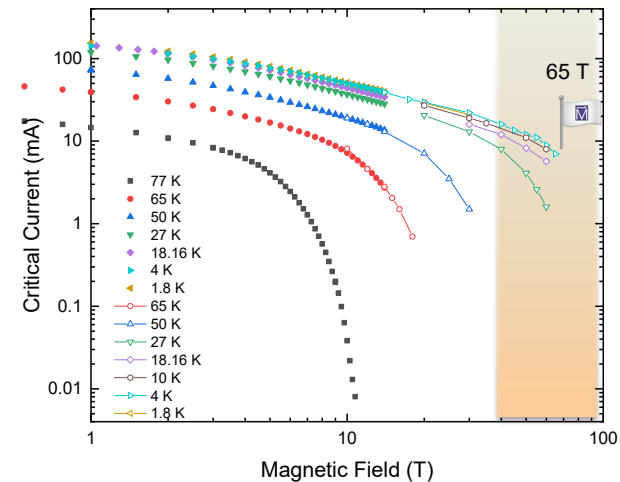 100
10
1
0.1
0.01
Critical Current (mA)
65 T
M
77 K
65 K
50 K
27 K
18.16 K
4 K
1.8 K
65 K
50 K
27 K
18.16 K
10 K
4 K
1.8 K
1
10
100
Magnetic Field (T)